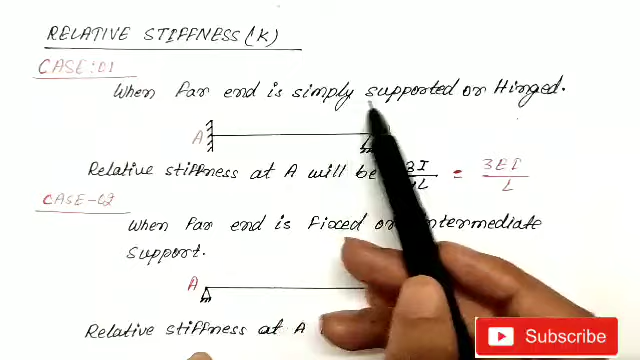 RELATIVE STIFFNESS (K)
CASE:01
When far end is simply supported or Hinged.
A
Relative stiffness at A will be 3I = 3EI
L L
CASE-02
When far end is fixed or intermediate
support.
A
Relative stiffness at A
Subscribe